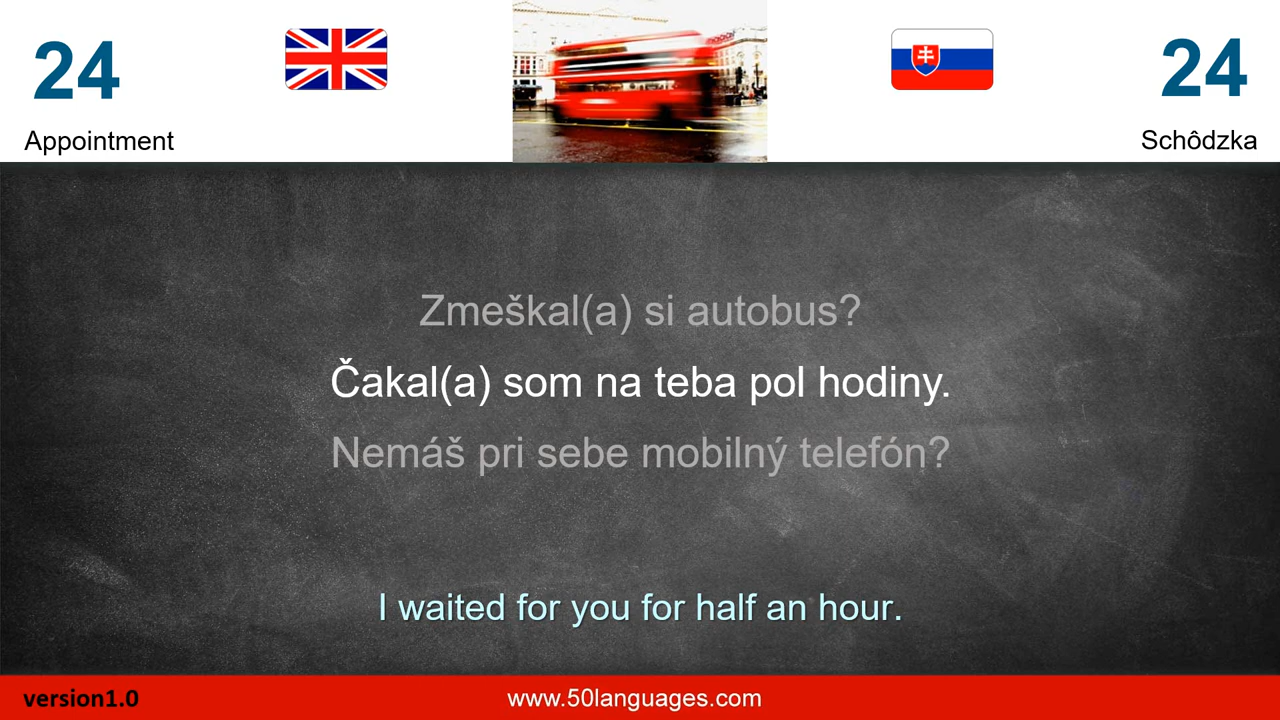 24
24
Appointment
Schôdzka
Zmeškal(a) si autobus?
Čakal(a) som na teba pol hodiny.
Nemáš pri sebe mobilný telefón?
I waited for you for half an hour.
version1.0
www.50languages.com